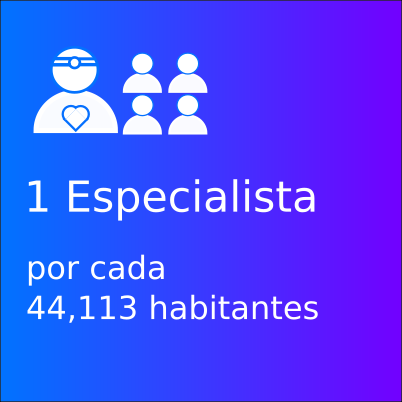 1 Especialista
por cada
44,113 habitantes